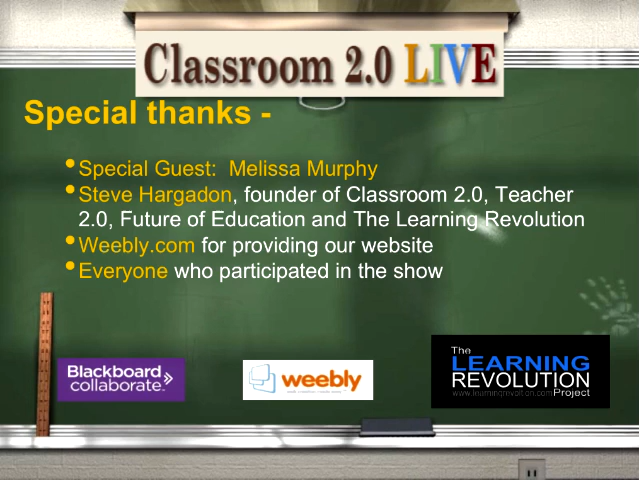 Classroom 2.0 LIVE
Special thanks -
• Special Guest:  Melissa Murphy
• Steve Hargadon, founder of Classroom 2.0, Teacher
2.0, Future of Education and The Learning Revolution
• Weebly.com for providing our website
• Everyone who participated in the show
Blackboard
collaborate
weebly
The
LEARNING
REVOLUTION
Project